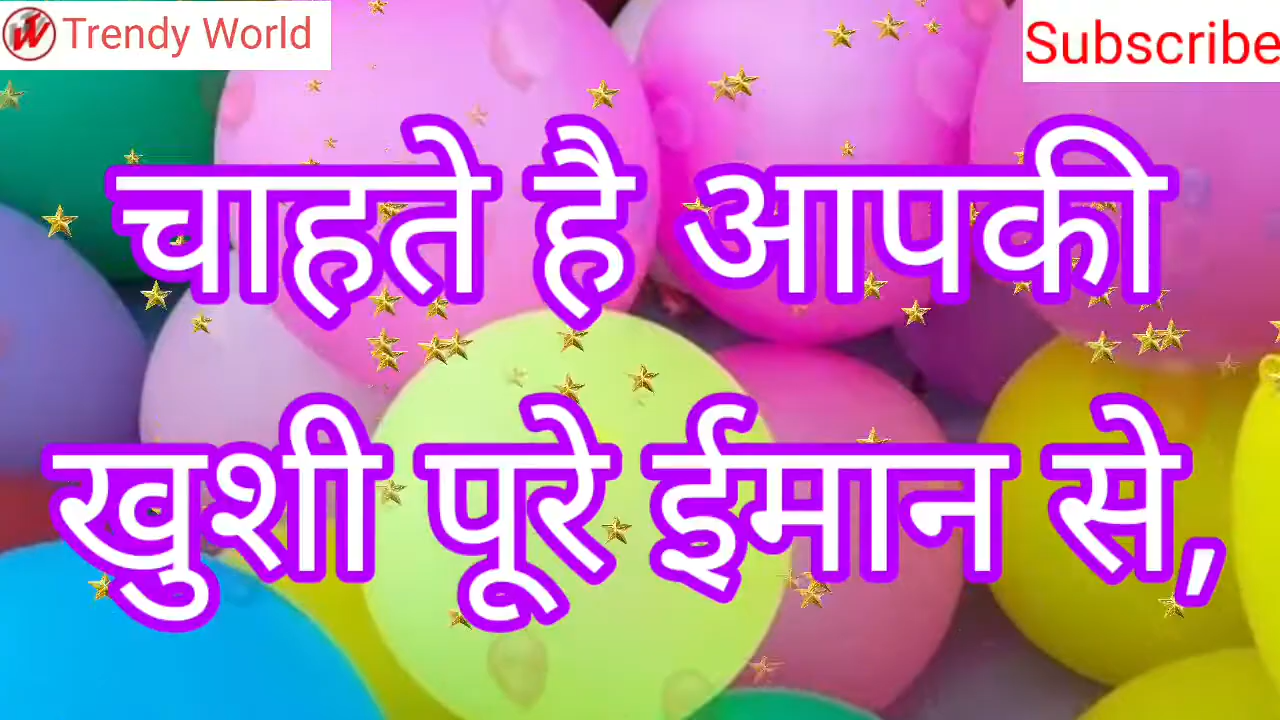 Trendy World
Subscribe
चाहते है आपकी
खुशी पूरे ईमान से,